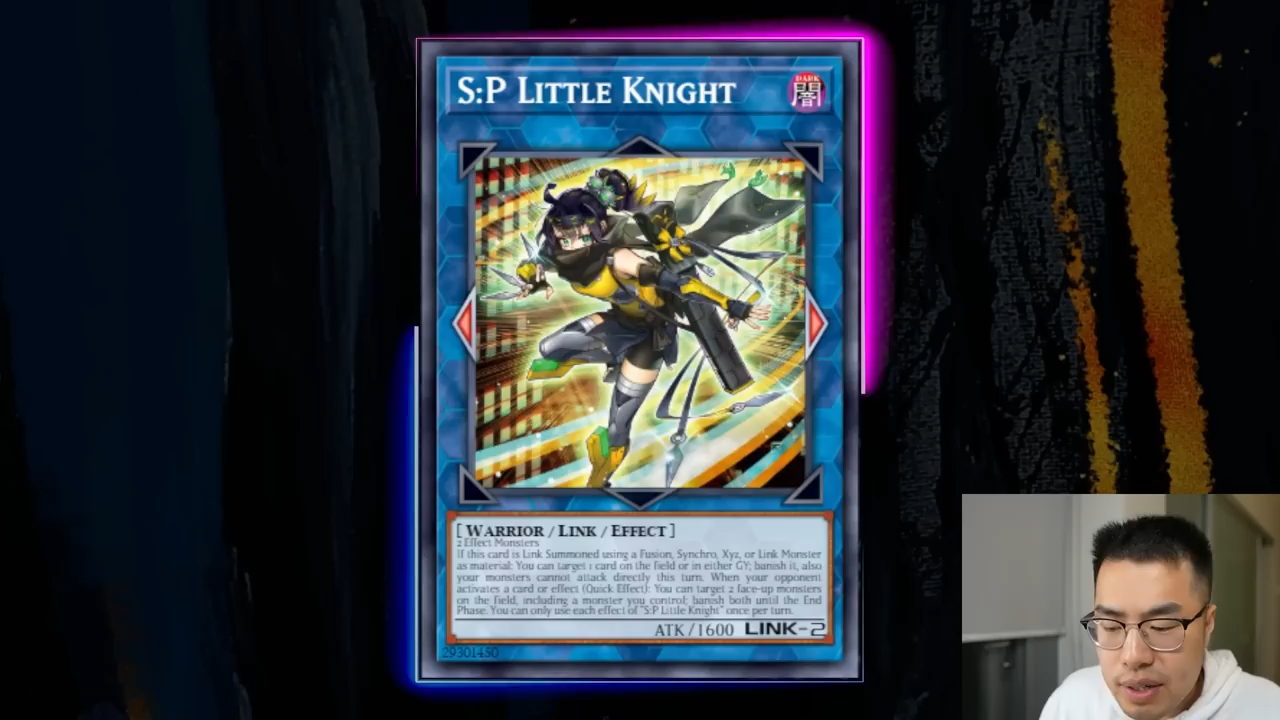 S:P LITTLE KNIGHT
DARK
闇
[ WARRIOR / LINK / EFFECT ]
2 Effect Monsters
If this card is Link Summoned using a Fusion, Synchro, Xyz, or Link Monster
as material: You can target 1 card on the field or in either GY; banish it, also
your monsters cannot attack directly this turn. When your opponent
activates a card or effect (Quick Effect): You can target 2 face-up monsters
on the field, including a monster you control; banish both until the End
Phase. You can only use each effect of "S:P Little Knight" once per turn.
ATK / 1600 LINK-2
29301450